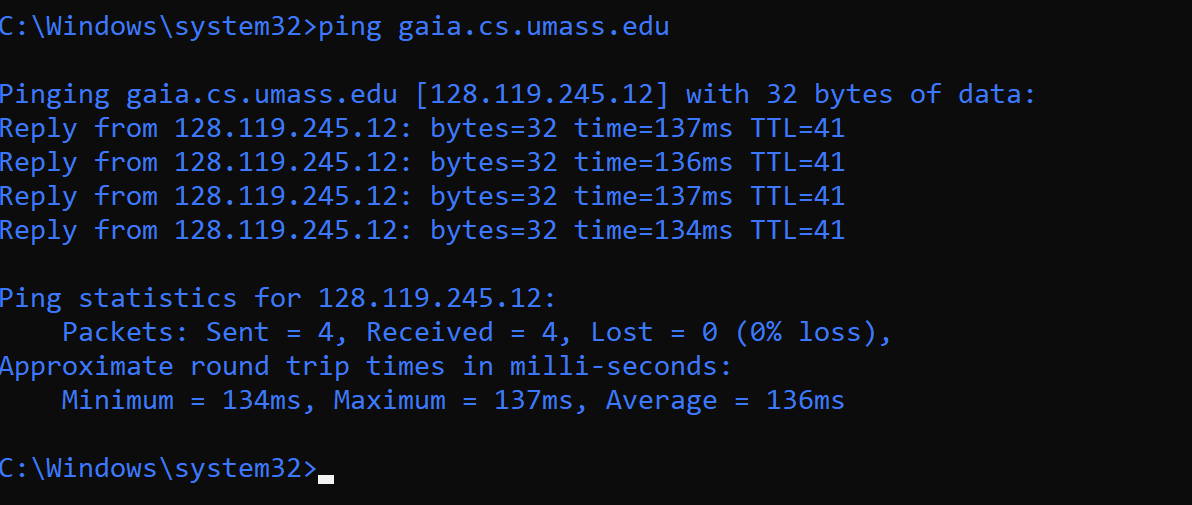 C:\Windows\system32>ping gaia.cs.umass.edu
Pinging gaia.cs.umass.edu [128.119.245.12] with 32 bytes of data:
Reply from 128.119.245.12: bytes=32 time=137ms TTL=41
Reply from 128.119.245.12: bytes=32 time=136ms TTL=41
Reply from 128.119.245.12: bytes=32 time=137ms TTL=41
Reply from 128.119.245.12: bytes=32 time=134ms TTL=41
Ping statistics for 128.119.245.12:
    Packets: Sent = 4, Received = 4, Lost = 0 (0% loss),
Approximate round trip times in milli-seconds:
    Minimum = 134ms, Maximum = 137ms, Average = 136ms
C:\Windows\system32>